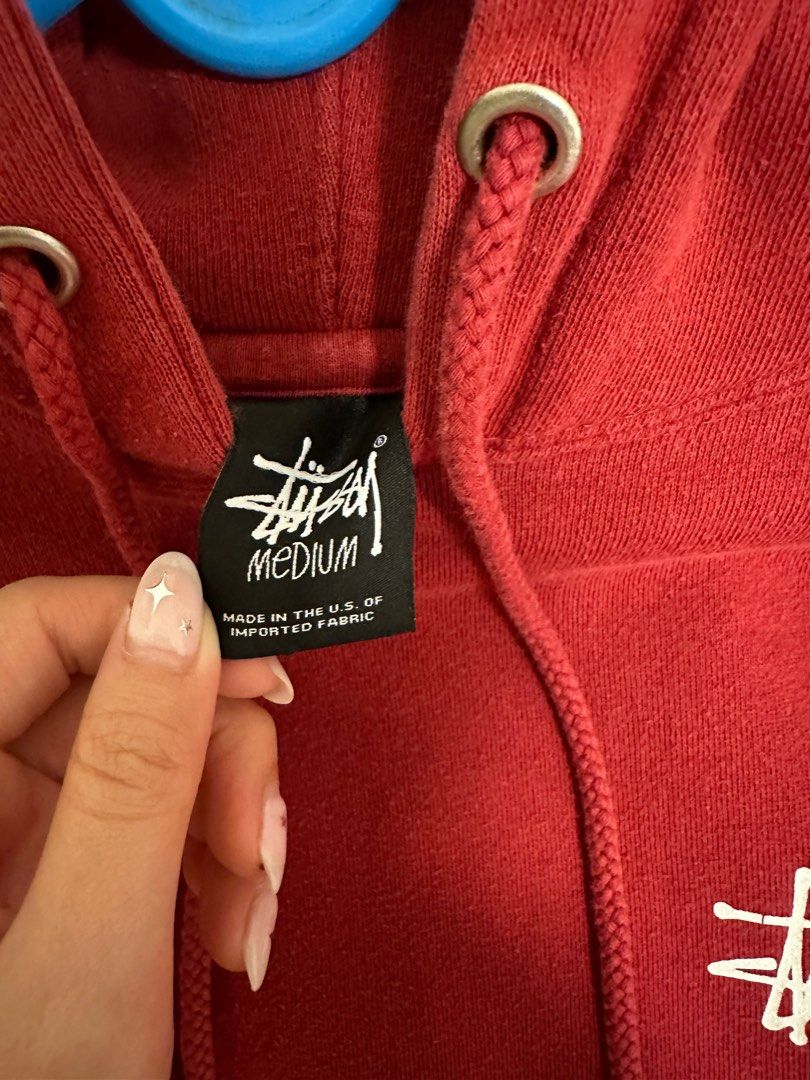 Stüssy ®
MeDIUM
MADE IN THE U.S. OF
IMPORTED FABRIC